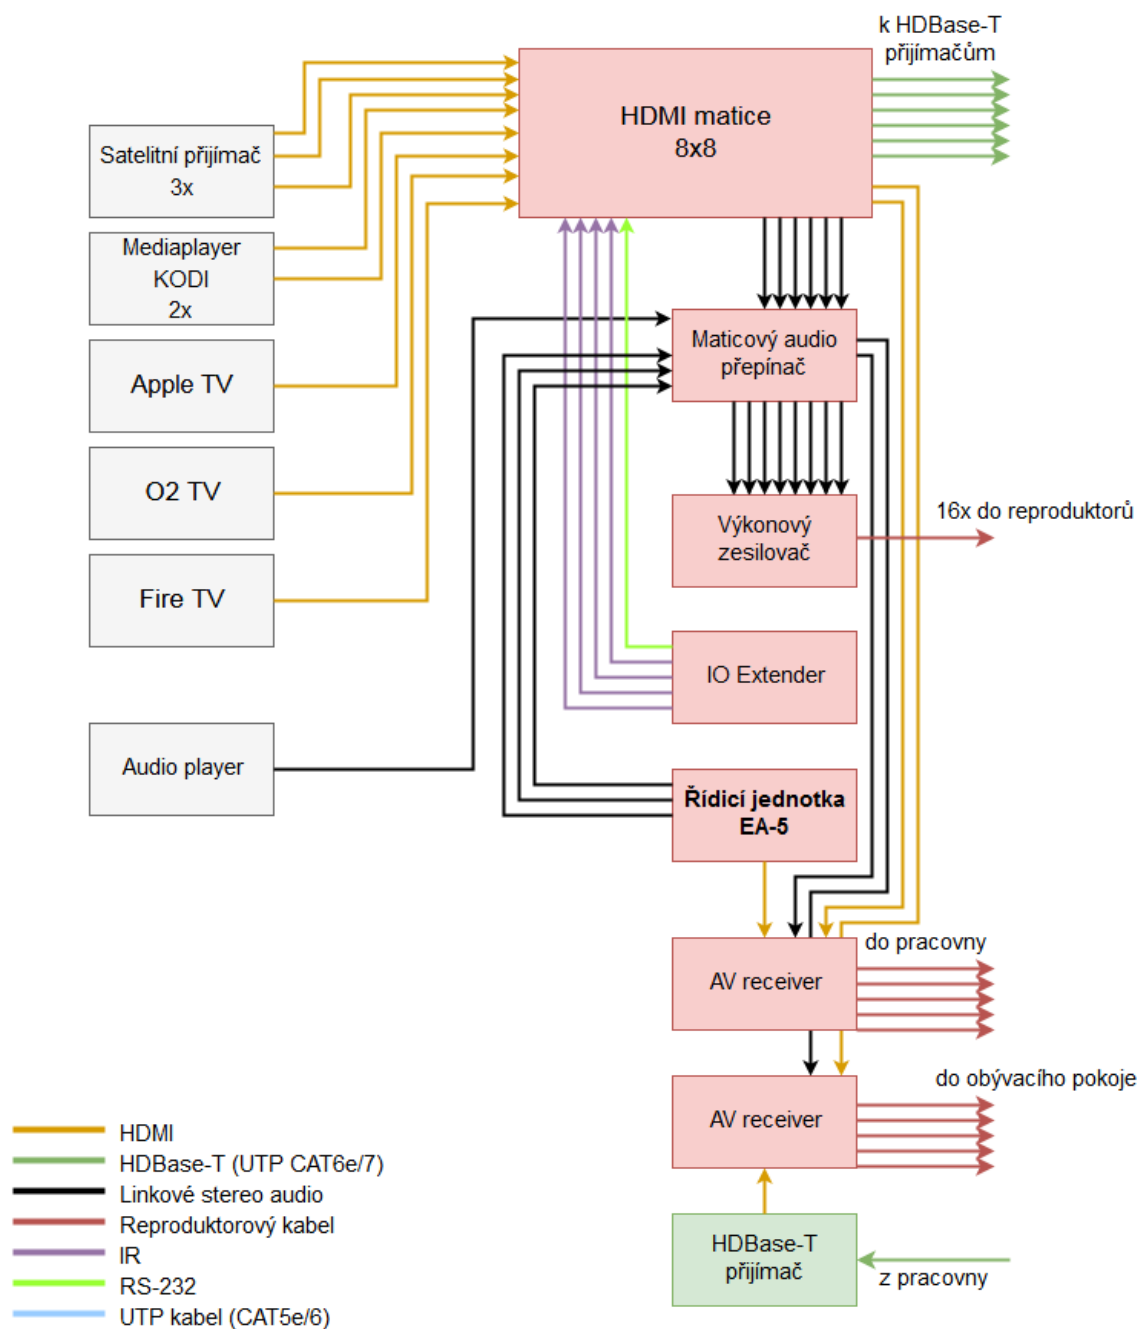 k HDBase-T
přijímačům
HDMI matice
8x8
Satelitní přijímač
3x
Mediaplayer
KODI
2x
Maticový audio
přepínač
Apple TV
O2 TV
16x do reproduktorů
Výkonový
zesilovač
Fire TV
IO Extender
Audio player
Řídicí jednotka
EA-5
do pracovny
AV receiver
do obývacího pokoje
AV receiver
HDMI
HDBase-T (UTP CAT6e/7)
Linkové stereo audio
Reproduktorový kabel
IR
RS-232
UTP kabel (CAT5e/6)
HDBase-T
přijímač
z pracovny